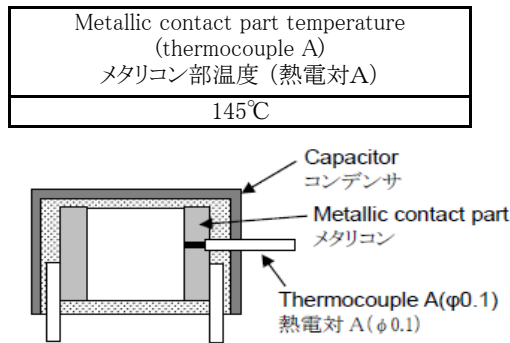 Metallic contact part temperature
(thermocouple A)
メタリコン部温度（熱電対A）
145℃
Capacitor
コンデンサ
Metallic contact part
メタリコン
Thermocouple A(φ0.1)
熱電対 A(φ0.1)